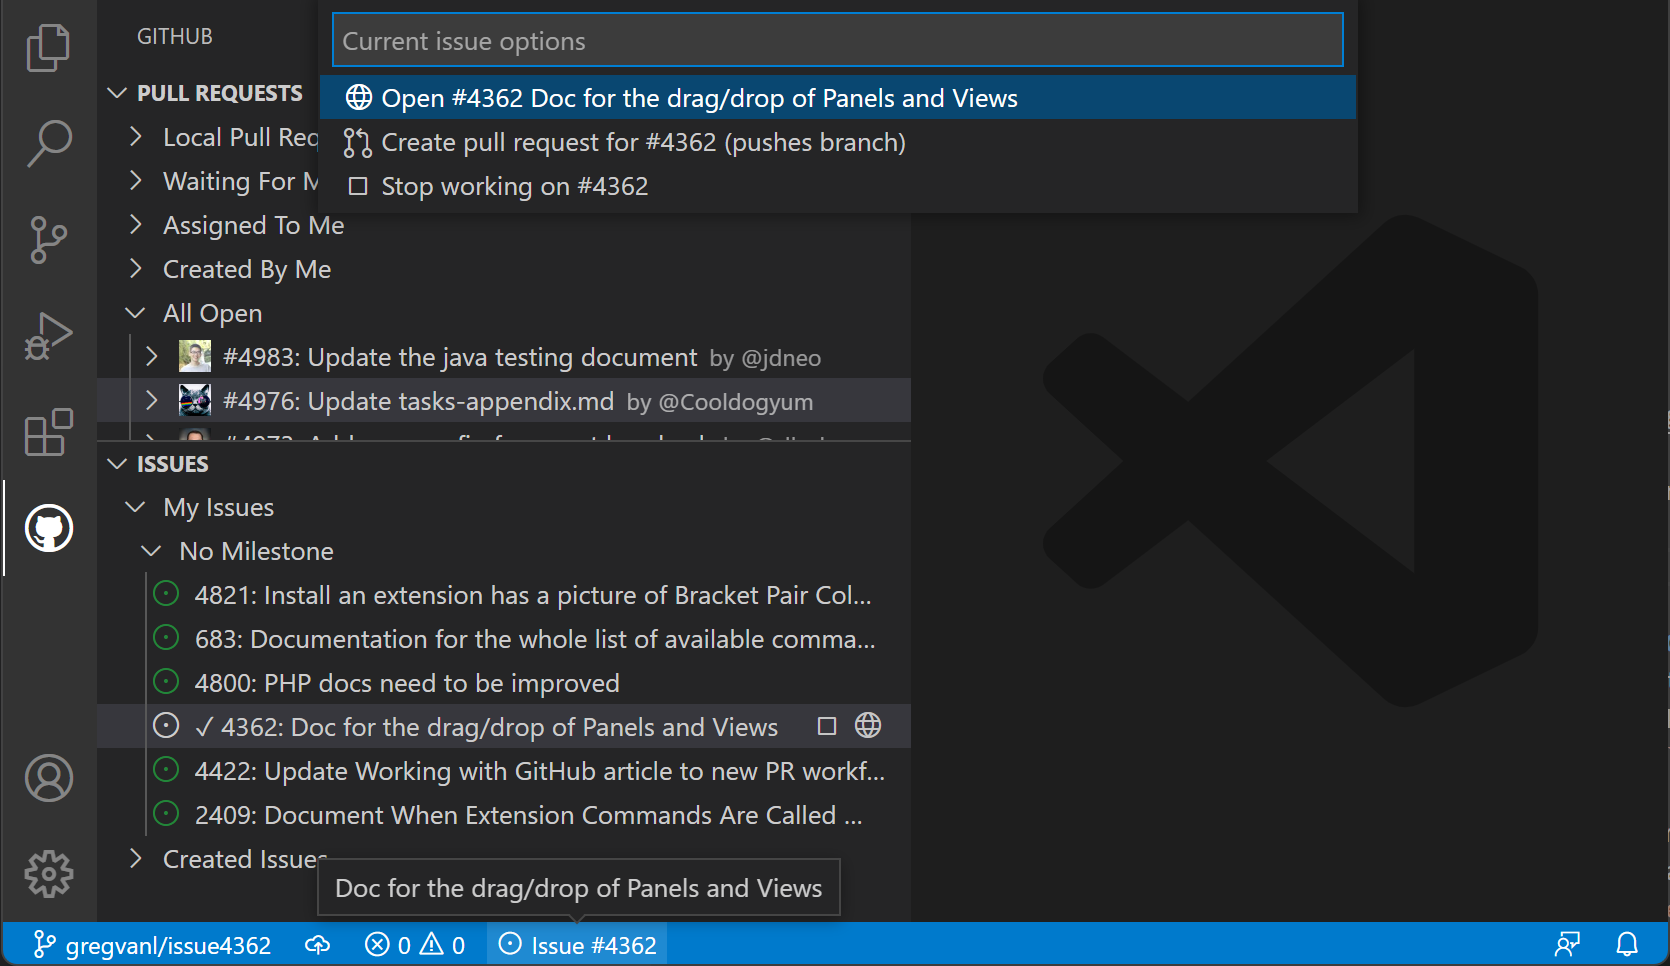 GITHUB
Current issue options
Open #4362 Doc for the drag/drop of Panels and Views
Create pull request for #4362 (pushes branch)
Stop working on #4362
PULL REQUESTS
Local Pull Req
Waiting For M
Assigned To Me
Created By Me
All Open
#4983: Update the java testing document by @jdneo
#4976: Update tasks-appendix.md by @Cooldogyum
ISSUES
My Issues
No Milestone
4821: Install an extension has a picture of Bracket Pair Col...
683: Documentation for the whole list of available comma...
4800: PHP docs need to be improved
✓ 4362: Doc for the drag/drop of Panels and Views
4422: Update Working with GitHub article to new PR workf...
2409: Document When Extension Commands Are Called ...
Created Issues
Doc for the drag/drop of Panels and Views
gregvanl/issue4362 0 0 Issue #4362